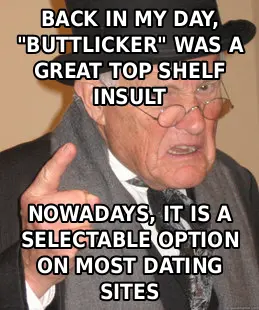 BACK IN MY DAY,
"BUTTLICKER" WAS A
GREAT TOP SHELF
INSULT
NOWADAYS, IT IS A
SELECTABLE OPTION
ON MOST DATING
SITES